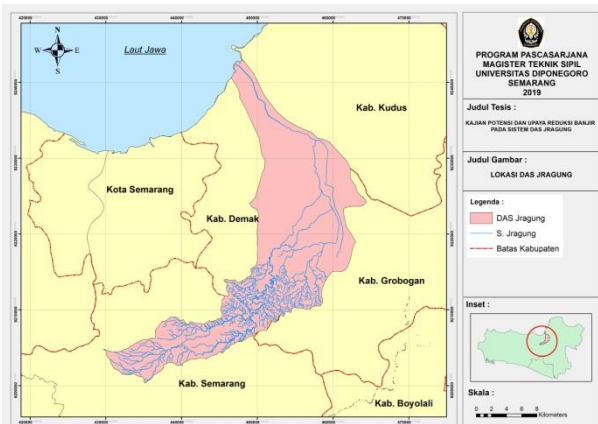 Laut Jawa
N
W
E
S
Kab. Kudus
Kota Semarang
Kab. Demak
Kab. Grobogan
Kab. Semarang
Kab. Boyolali
PROGRAM PASCASARJANA
MAGISTER TEKNIK SIPIL
UNIVERSITAS DIPONEGORO
SEMARANG
2019
Judul Tesis :
KAJIAN POTENSI DAN UPAYA REDUKSI BANJIR
PADA SISTEM DAS JRAGUNG
Judul Gambar :
LOKASI DAS JRAGUNG
Legenda :
DAS Jragung
S. Jragung
Batas Kabupaten
Inset :
Skala :
0 2 4 6 8
Kilometers